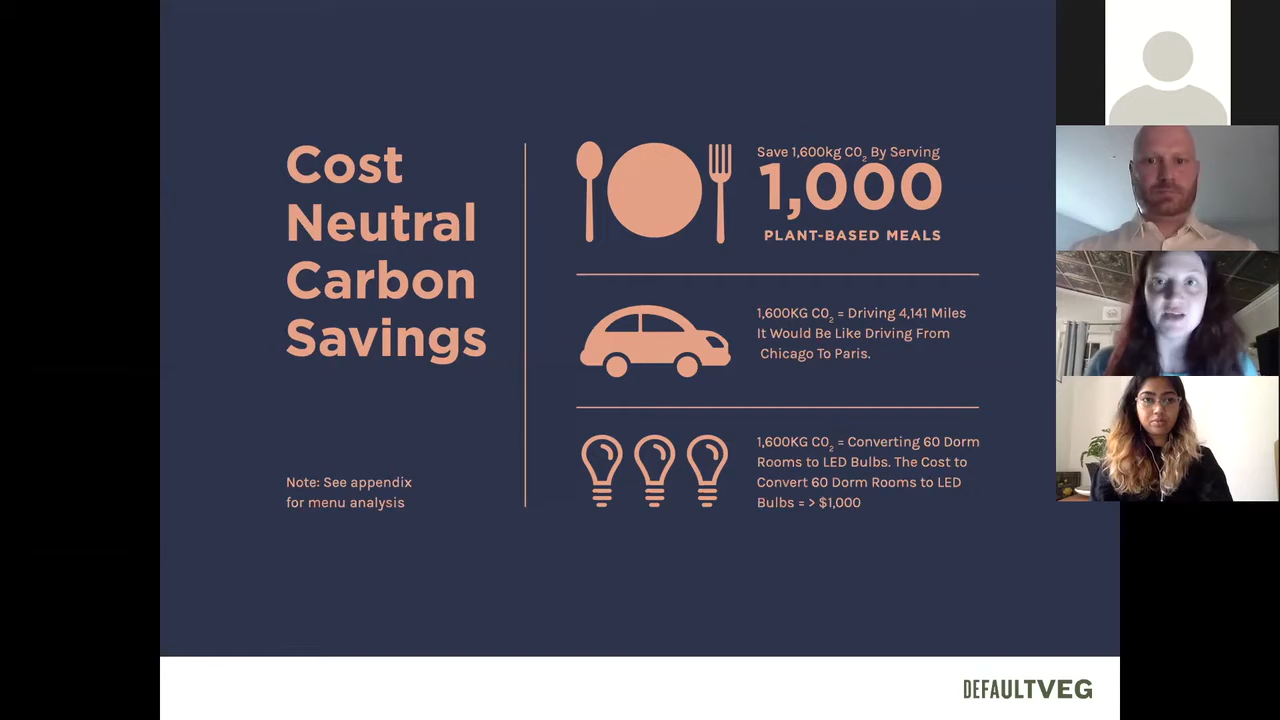 Cost
Neutral
Carbon
Savings
Note: See appendix
for menu analysis
Save 1,600kg CO2 By Serving
1,000
PLANT-BASED MEALS
1,600KG CO2 = Driving 4,141 Miles
It Would Be Like Driving From
Chicago To Paris.
1,600KG CO2 = Converting 60 Dorm
Rooms to LED Bulbs. The Cost to
Convert 60 Dorm Rooms to LED
Bulbs = > $1,000
DEFAULTVEG